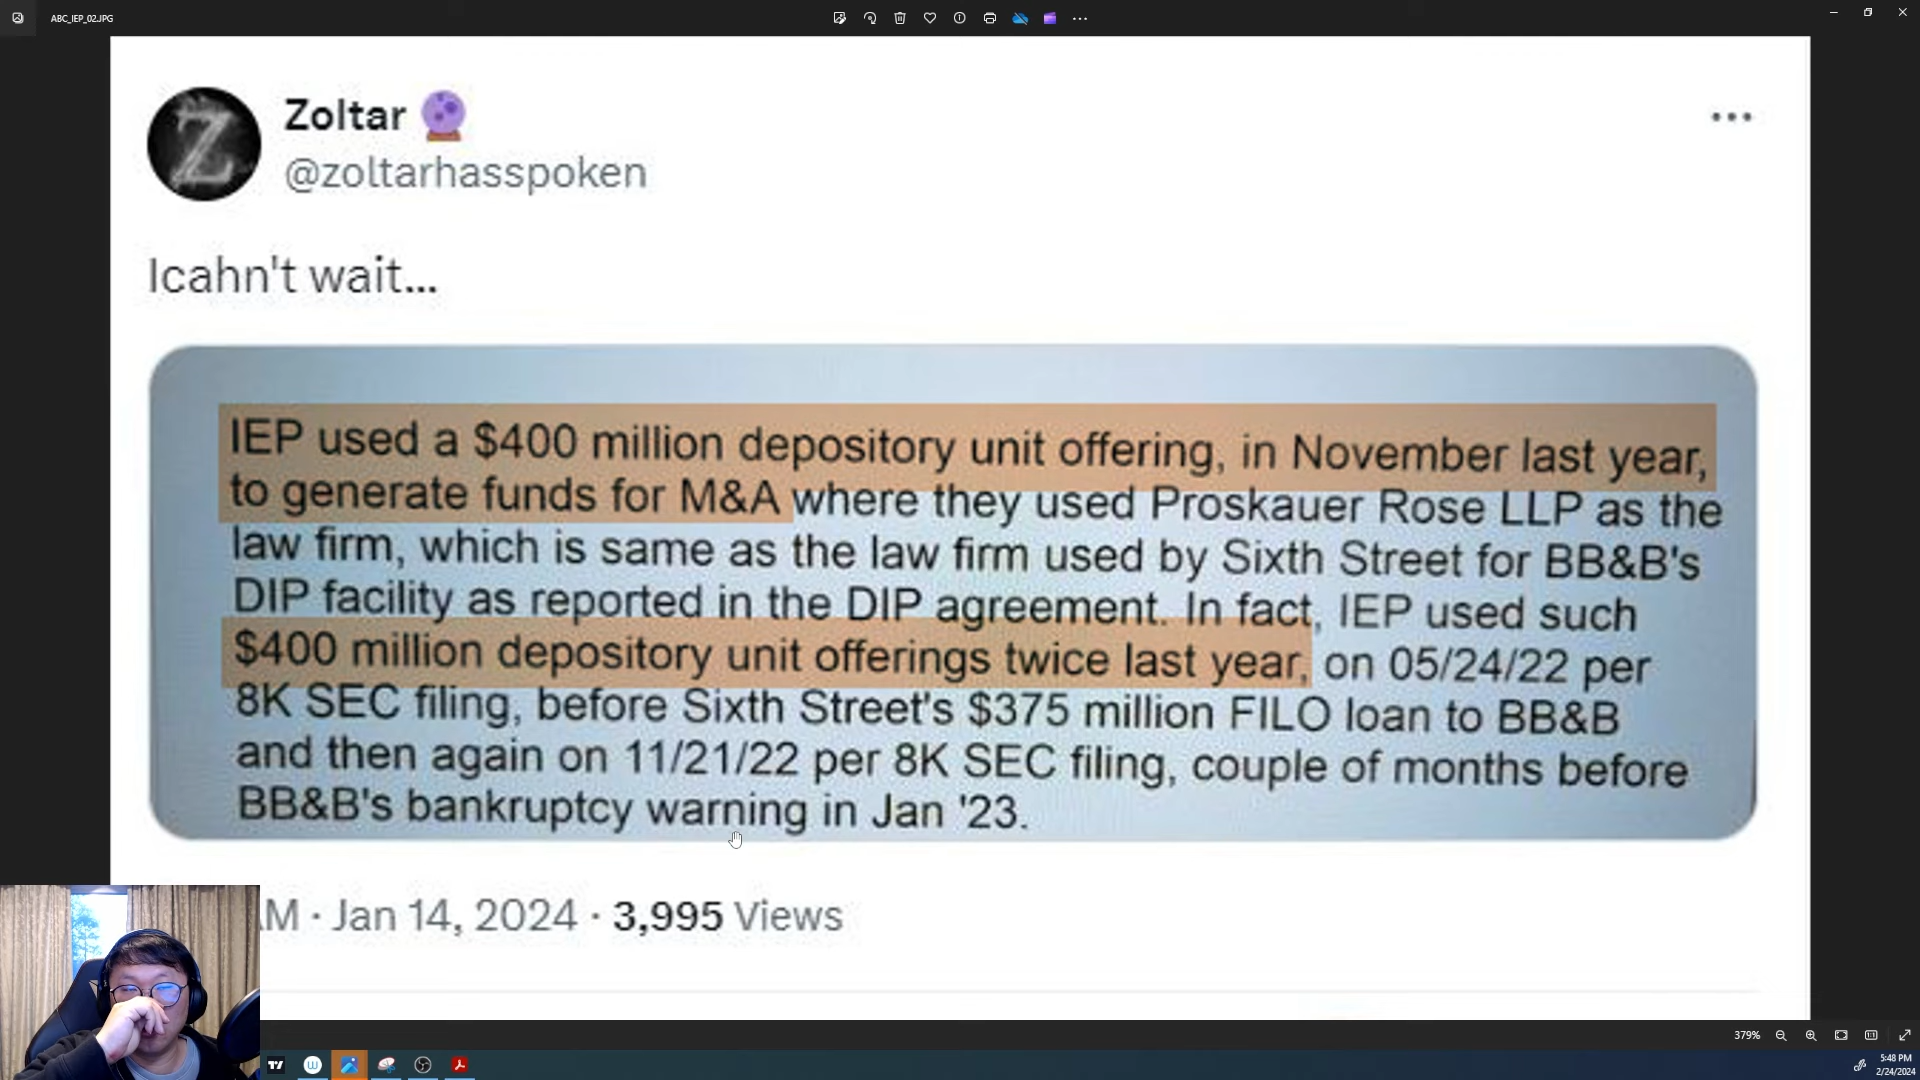 ABC_IEP_02.JPG
Zoltar
@zoltarhasspoken
Icahn't wait...
IEP used a $400 million depository unit offering, in November last year,
to generate funds for M&A where they used Proskauer Rose LLP as the
law firm, which is same as the law firm used by Sixth Street for BB&B's
DIP facility as reported in the DIP agreement. In fact, IEP used such
$400 million depository unit offerings twice last year, on 05/24/22 per
8K SEC filing, before Sixth Street's $375 million FILO loan to BB&B
and then again on 11/21/22 per 8K SEC filing, couple of months before
BB&B's bankruptcy warning in Jan '23.
M · Jan 14, 2024 · 3,995 Views
379%
5:48 PM
2/24/2024